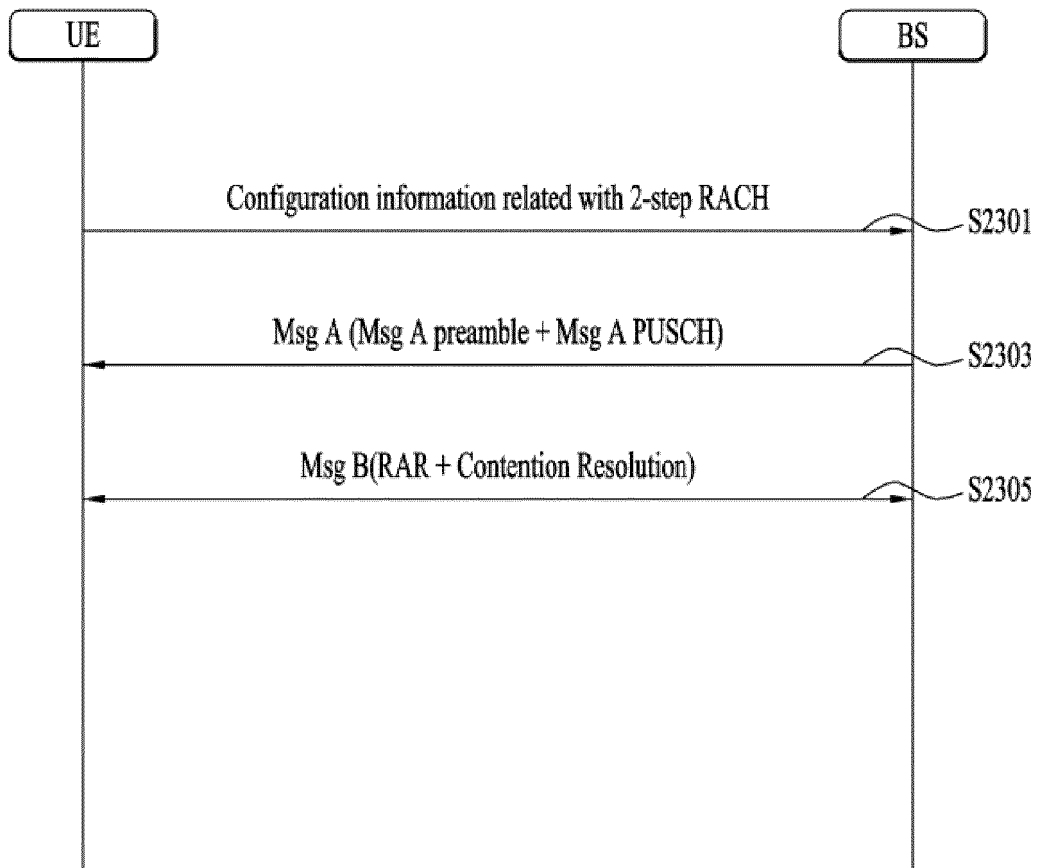 UE
BS
Configuration information related with 2-step RACH
S2301
Msg A (Msg A preamble + Msg A PUSCH)
S2303
Msg B(RAR + Contention Resolution)
S2305